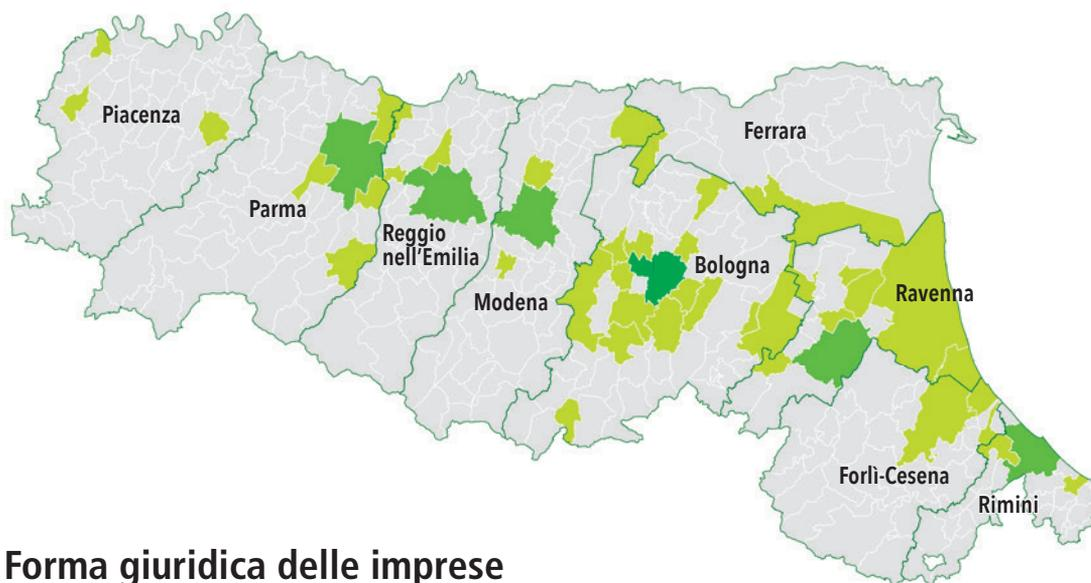 Piacenza
Ferrara
Parma
Reggio
nell'Emilia
Bologna
Modena
Ravenna
Forlì-Cesena
Rimini
Forma giuridica delle imprese